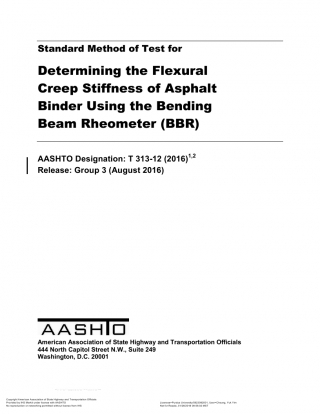 Standard Method of Test for
Determining the Flexural
Creep Stiffness of Asphalt
Binder Using the Bending
Beam Rheometer (BBR)
AASHTO Designation: T 313-12 (2016)1,2
Release: Group 3 (August 2016)
AASHTO
American Association of State Highway and Transportation Officials
444 North Capitol Street N.W., Suite 249
Washington, D.C. 20001